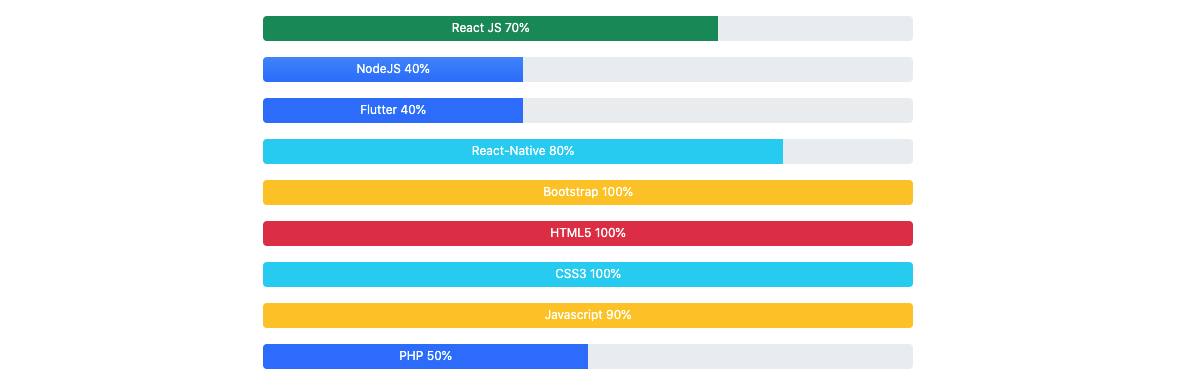 React JS 70%
NodeJS 40%
Flutter 40%
React-Native 80%
Bootstrap 100%
HTML5 100%
CSS3 100%
Javascript 90%
PHP 50%